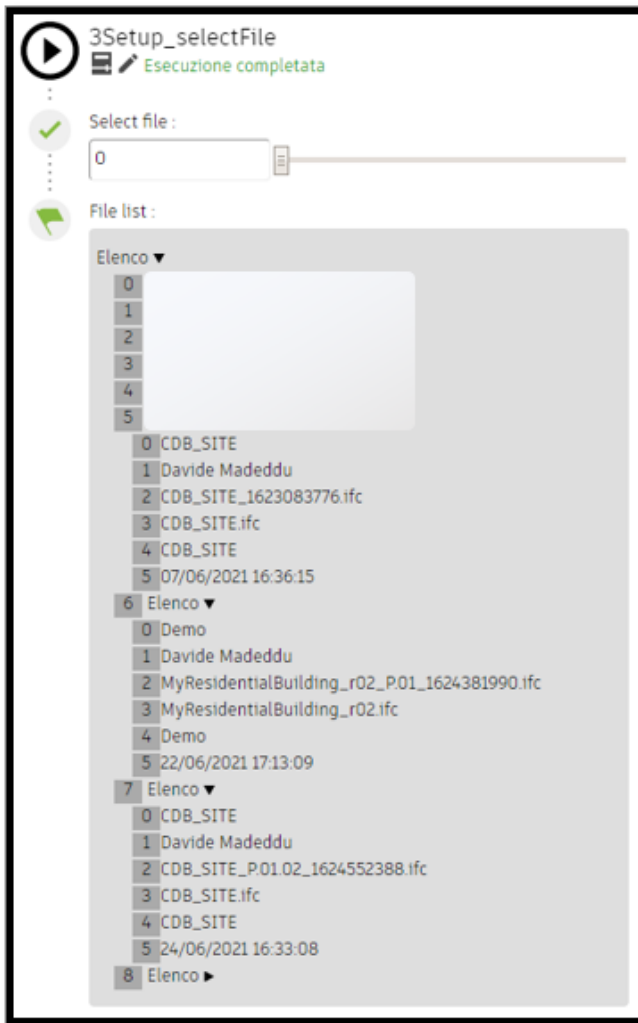 3Setup_selectFile
Esecuzione completata
Select file :
0
File list :
Elenco ▼
0
1
2
3
4
5
0 CDB_SITE
1 Davide Madeddu
2 CDB_SITE_1623083776.ifc
3 CDB_SITE.ifc
4 CDB_SITE
5 07/06/2021 16:36:15
6 Elenco ▼
0 Demo
1 Davide Madeddu
2 MyResidentialBuilding_r02_P.01_1624381990.ifc
3 MyResidentialBuilding_r02.ifc
4 Demo
5 22/06/2021 17:13:09
7 Elenco ▼
0 CDB_SITE
1 Davide Madeddu
2 CDB_SITE_P.01.02_1624552388.ifc
3 CDB_SITE.ifc
4 CDB_SITE
5 24/06/2021 16:33:08
8 Elenco ►